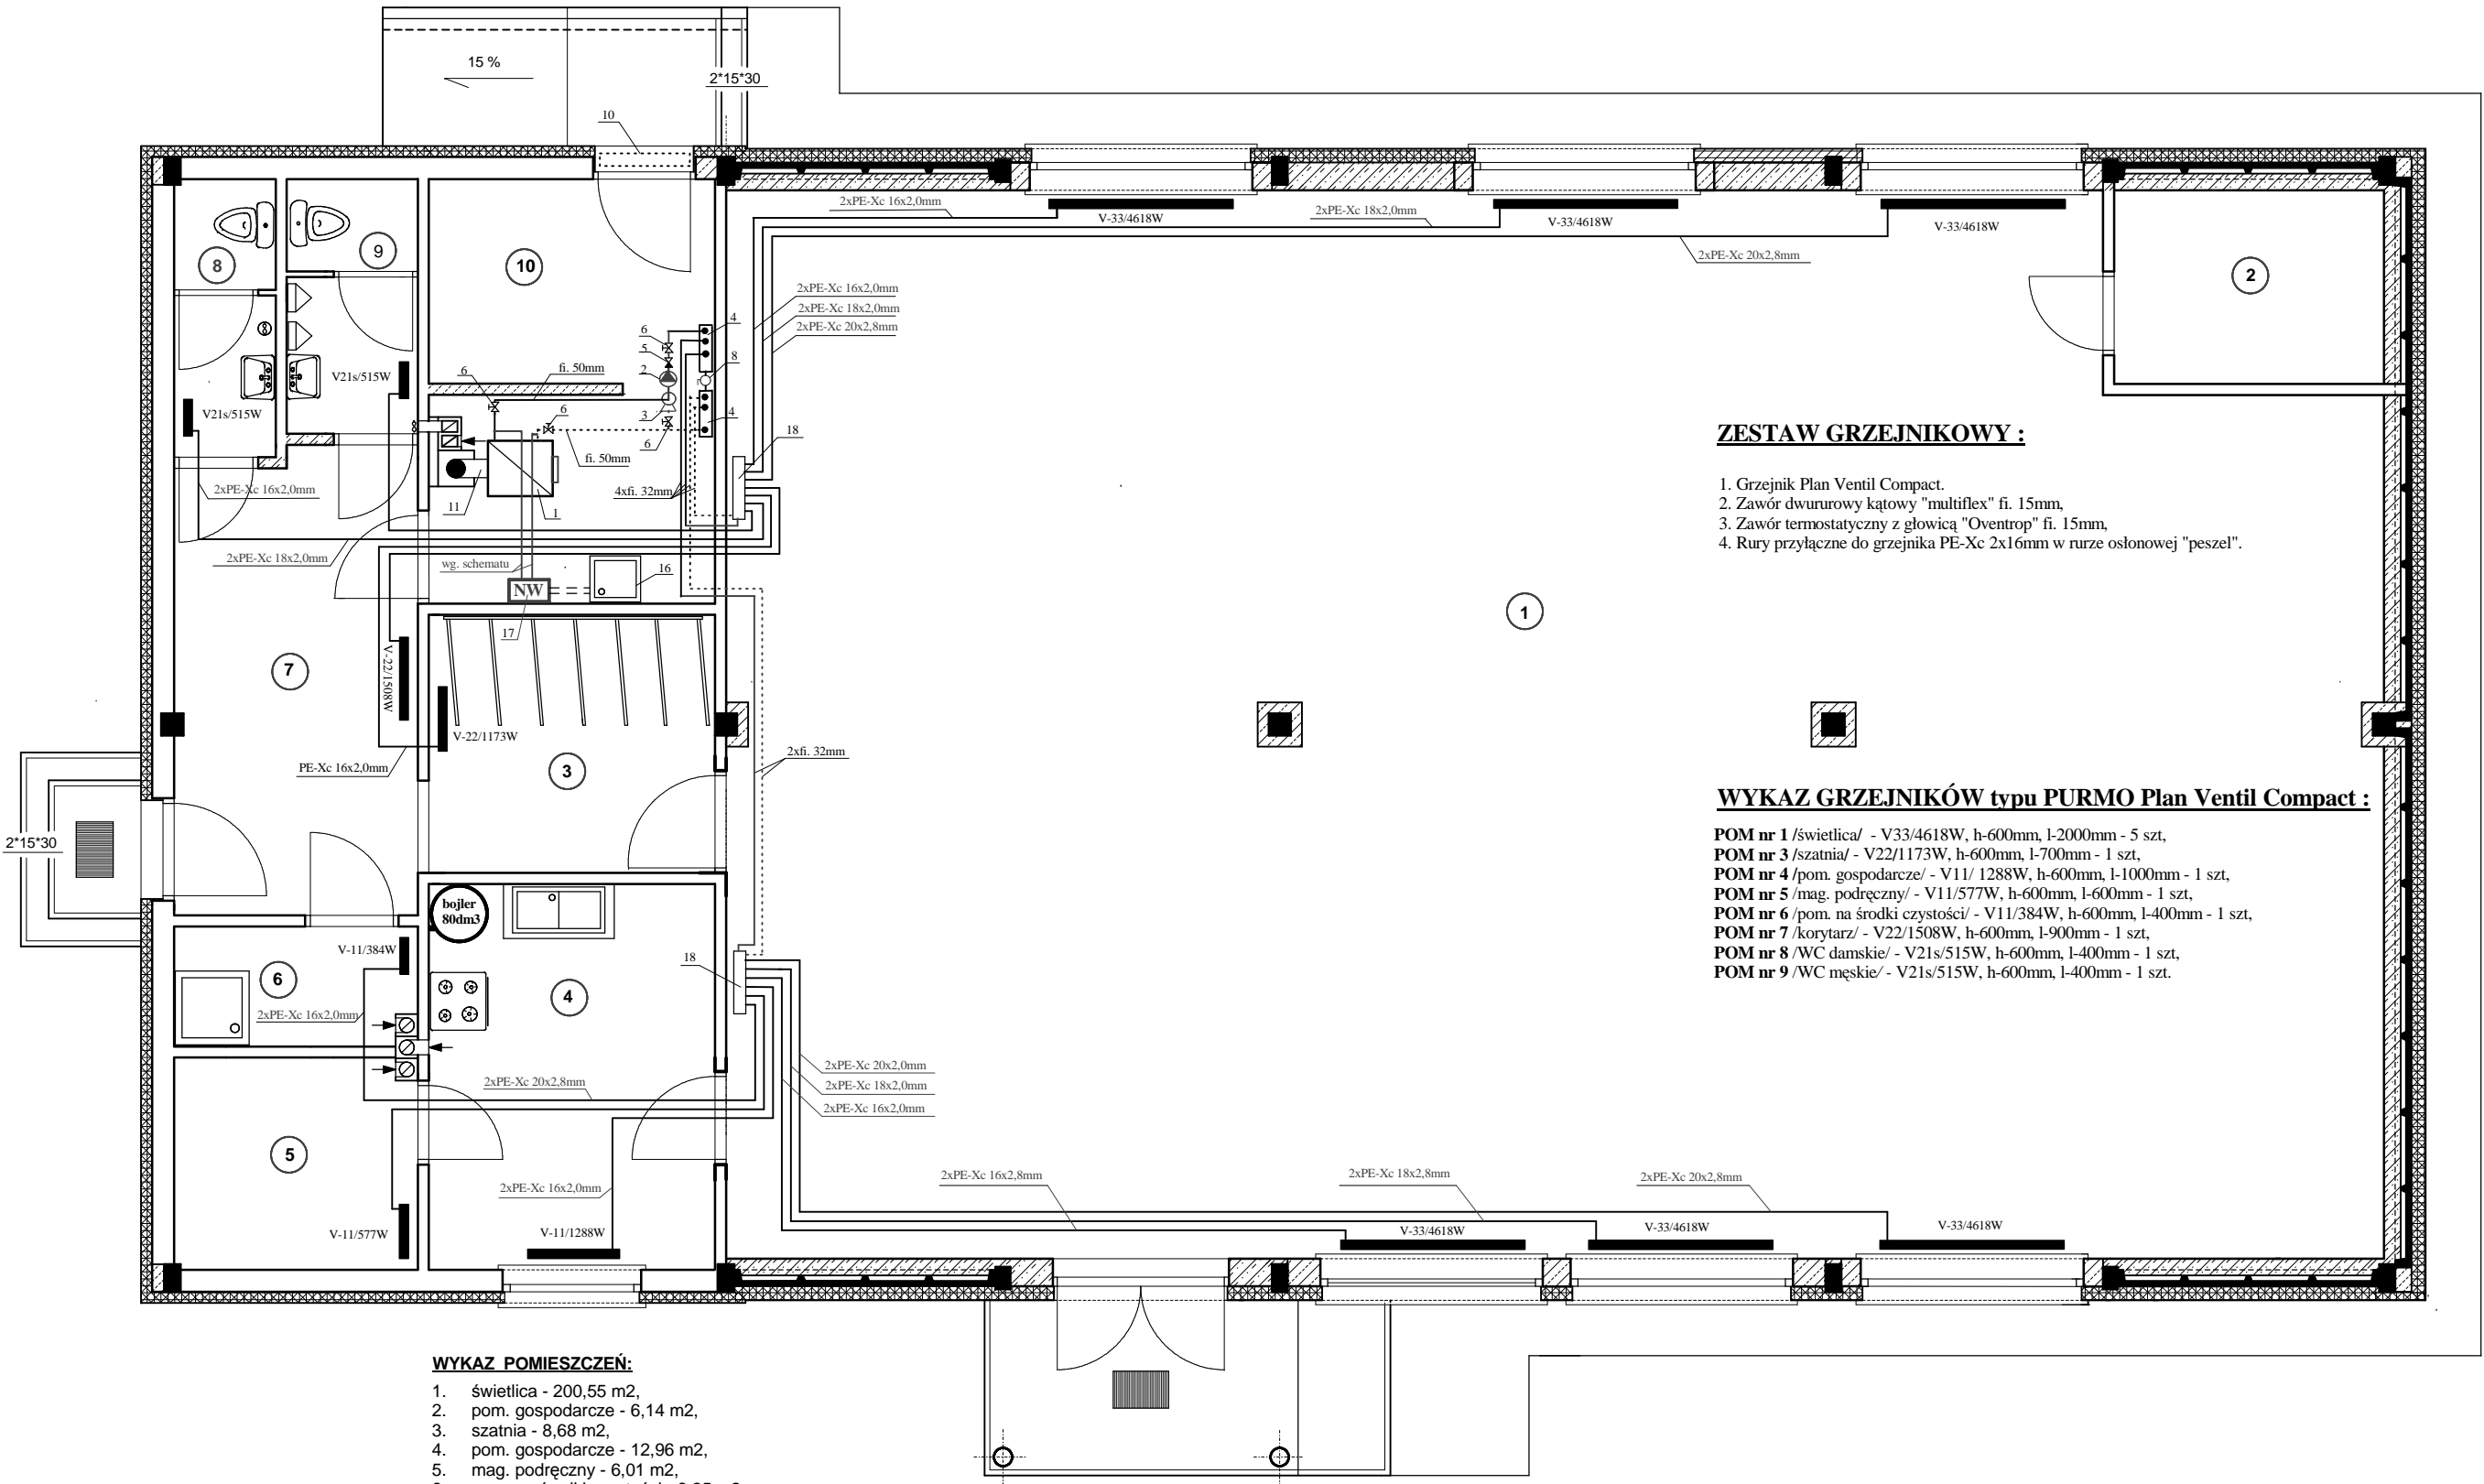 15 %
2*15*30
10
2xPE-Xc 16x2,0mm
V-33/4618W
2xPE-Xc 18x2,0mm
V-33/4618W
V-33/4618W
2xPE-Xc 20x2,8mm
8
9
10
2
2xPE-Xc 16x2,0mm
2xPE-Xc 18x2,0mm
2xPE-Xc 20x2,8mm
4
6
5
8
2
fi. 50mm
6
V21s/515W
V21s/515W
3
6
4
6
18
fi. 50mm
2xPE-Xc 16x2,0mm
4xfi. 32mm
11
1
2xPE-Xc 18x2,0mm
wg. schematu
16
NW
17
ZESTAW GRZEJNIKOWY :
1. Grzejnik Plan Ventil Compact.
2. Zawór dwururowy kątowy "multiflex" fi. 15mm,
3. Zawór termostatyczny z głowicą "Oventrop" fi. 15mm,
4. Rury przyłączne do grzejnika PE-Xc 2x16mm w rurze osłonowej "peszel".
1
7
V-22/1508W
V-22/1173W
PE-Xc 16x2,0mm
3
2xfi. 32mm
2*15*30
WYKAZ GRZEJNIKÓW typu PURMO Plan Ventil Compact :
POM nr 1 /świetlica/ - V33/4618W, h-600mm, l-2000mm - 5 szt,
POM nr 3 /szatnia/ - V22/1173W, h-600mm, l-700mm - 1 szt,
POM nr 4 /pom. gospodarcze/ - V11/ 1288W, h-600mm, l-1000mm - 1 szt,
POM nr 5 /mag. podręczny/ - V11/577W, h-600mm, l-600mm - 1 szt,
POM nr 6 /pom. na środki czystości/ - V11/384W, h-600mm, l-400mm - 1 szt,
POM nr 7 /korytarz/ - V22/1508W, h-600mm, l-900mm - 1 szt,
POM nr 8 /WC damskie/ - V21s/515W, h-600mm, l-400mm - 1 szt,
POM nr 9 /WC męskie/ - V21s/515W, h-600mm, l-400mm - 1 szt.
bojler
80dm3
V-11/384W
6
18
4
2xPE-Xc 16x2,0mm
2xPE-Xc 20x2,8mm
2xPE-Xc 20x2,0mm
2xPE-Xc 18x2,0mm
2xPE-Xc 16x2,0mm
5
2xPE-Xc 16x2,0mm
V-11/577W
V-11/1288W
2xPE-Xc 16x2,8mm
2xPE-Xc 18x2,8mm
2xPE-Xc 20x2,8mm
V-33/4618W
V-33/4618W
V-33/4618W
WYKAZ POMIESZCZEŃ:
1. świetlica - 200,55 m2,
2. pom. gospodarcze - 6,14 m2,
3. szatnia - 8,68 m2,
4. pom. gospodarcze - 12,96 m2,
5. mag. podręczny - 6,01 m2,